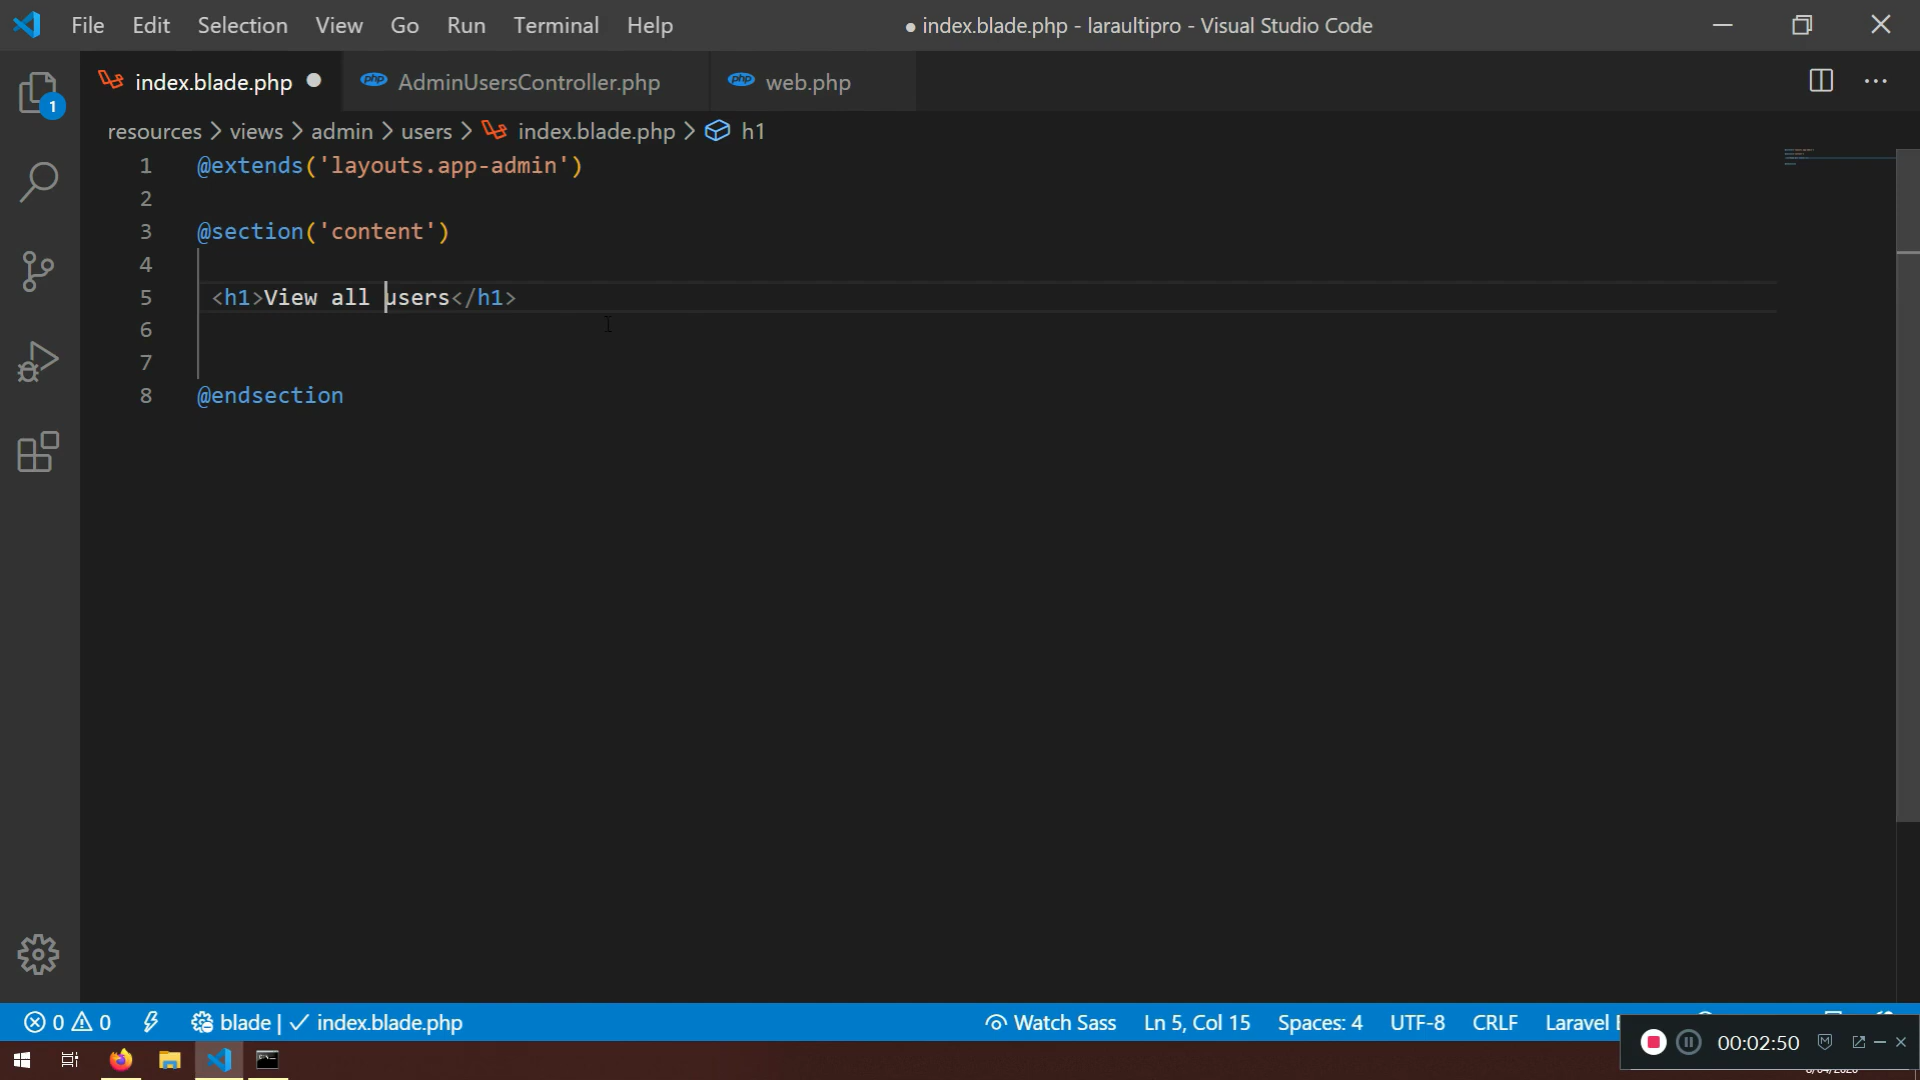 File Edit Selection View Go Run Terminal Help ● index.blade.php - laraultipro - Visual Studio Code
index.blade.php ● AdminUsersController.php web.php
1
resources > views > admin > users > index.blade.php > h1
1 @extends('layouts.app-admin')
2
3 @section('content')
4
5 <h1>View all users</h1>
6
7
8 @endsection
0 0 blade | ✓ index.blade.php Watch Sass Ln 5, Col 15 Spaces: 4 UTF-8 CRLF Laravel
00:02:50